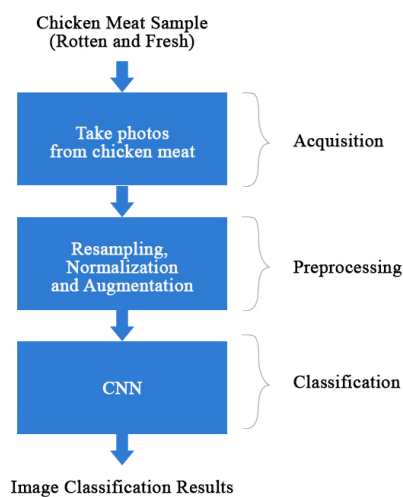 Chicken Meat Sample
(Rotten and Fresh)
Take photos
from chicken meat
Acquisition
Resampling,
Normalization
and Augmentation
Preprocessing
CNN
Classification
Image Classification Results